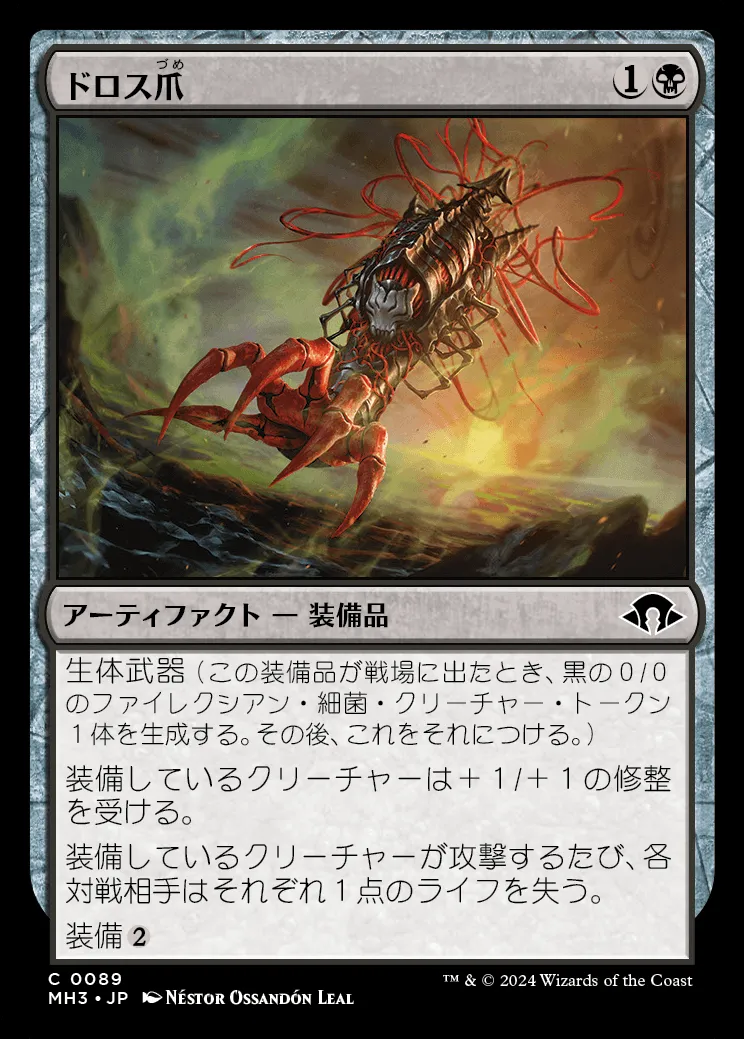 ドロス爪
づめ
1
アーティファクト ― 装備品
生体武器（この装備品が戦場に出たとき、黒の０/０
のファイレクシアン・細菌・クリーチャー・トークン
１体を生成する。その後、これをそれにつける。）
装備しているクリーチャーは＋１/＋１の修整
を受ける。
装備しているクリーチャーが攻撃するたび、各
対戦相手はそれぞれ１点のライフを失う。
装備 2
C 0089
MH3 • JP Néstor Ossandón Leal
™ & © 2024 Wizards of the Coast